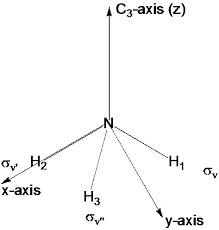 C₃-axis (z)
N
σᵥ' H₂ H₁ σᵥ
x-axis H₃ y-axis
σᵥ"